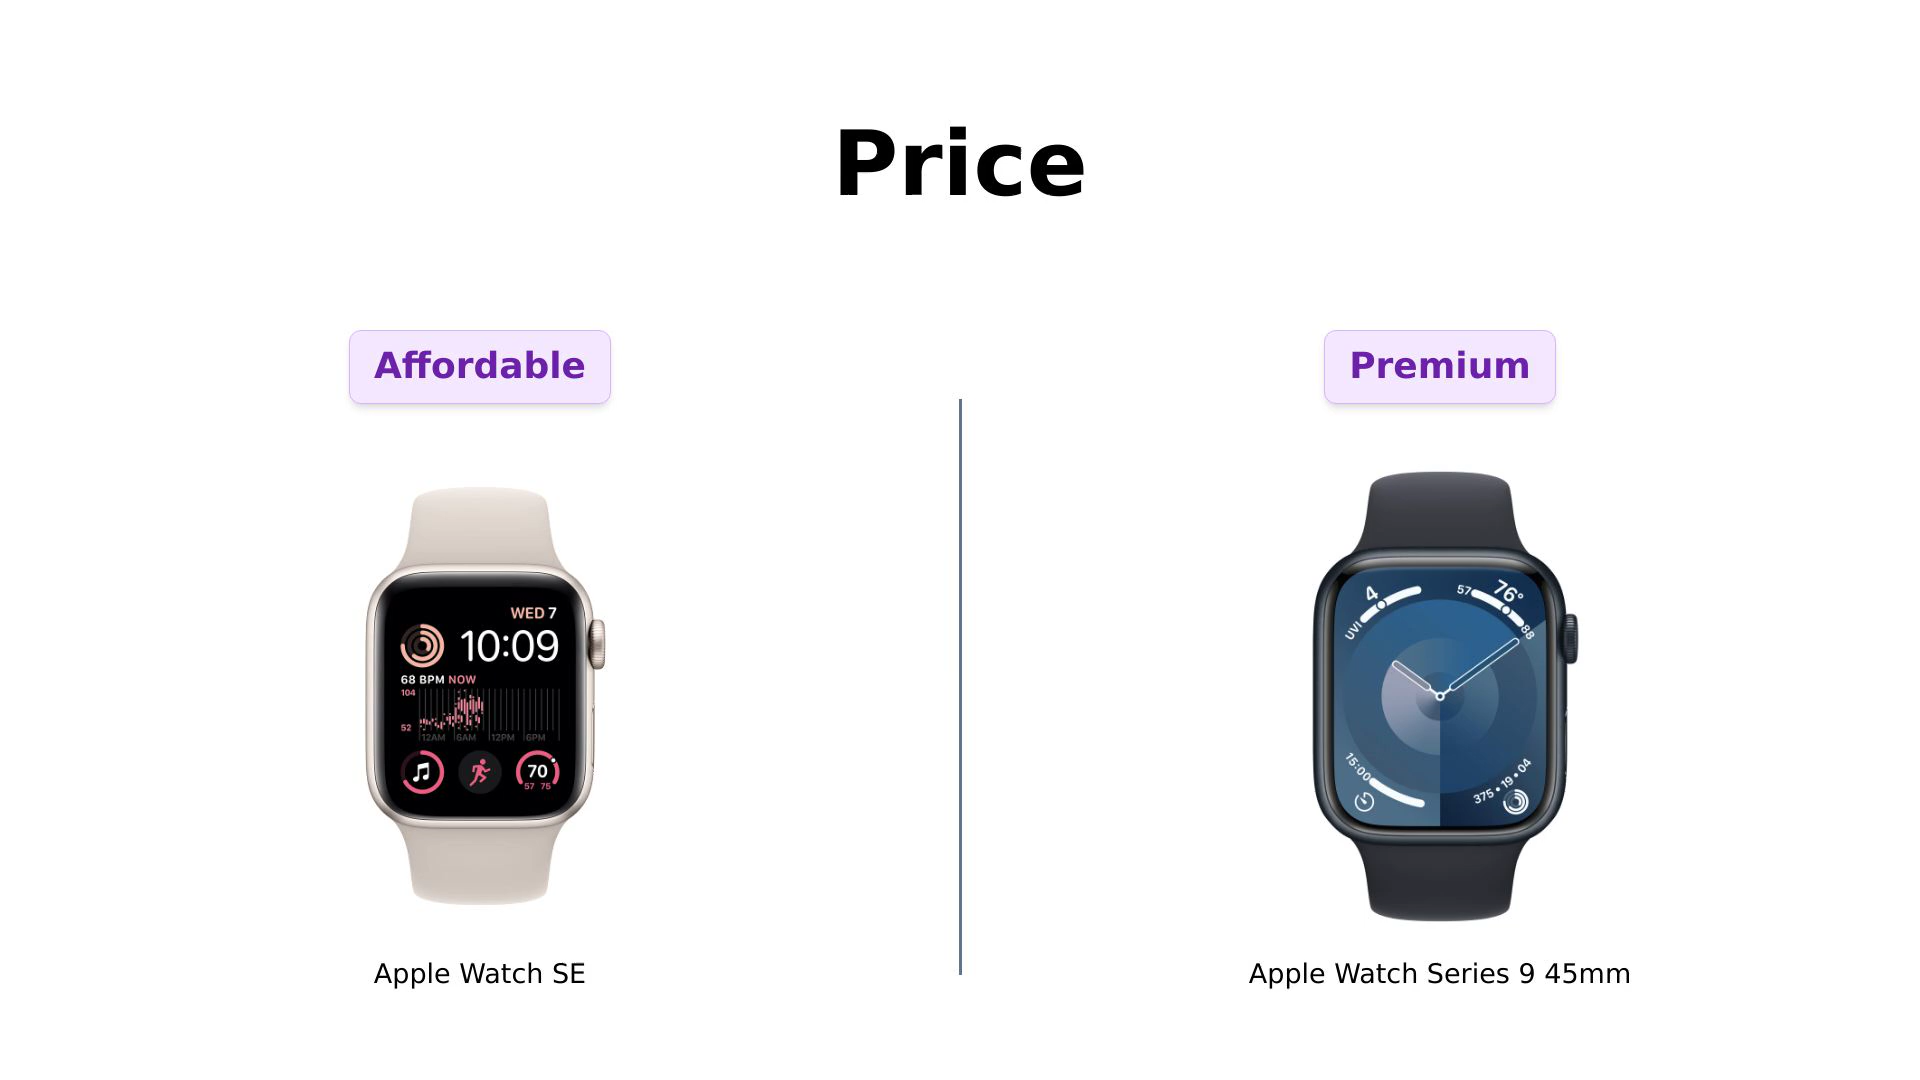 Price
Affordable
Premium
WED 7
10:09
68 BPM NOW
104
52
12AM 6AM 12PM 6PM
70
57 75
4
UVI
57 76° 88
15:00
375 • 19 • 04
Apple Watch SE
Apple Watch Series 9 45mm